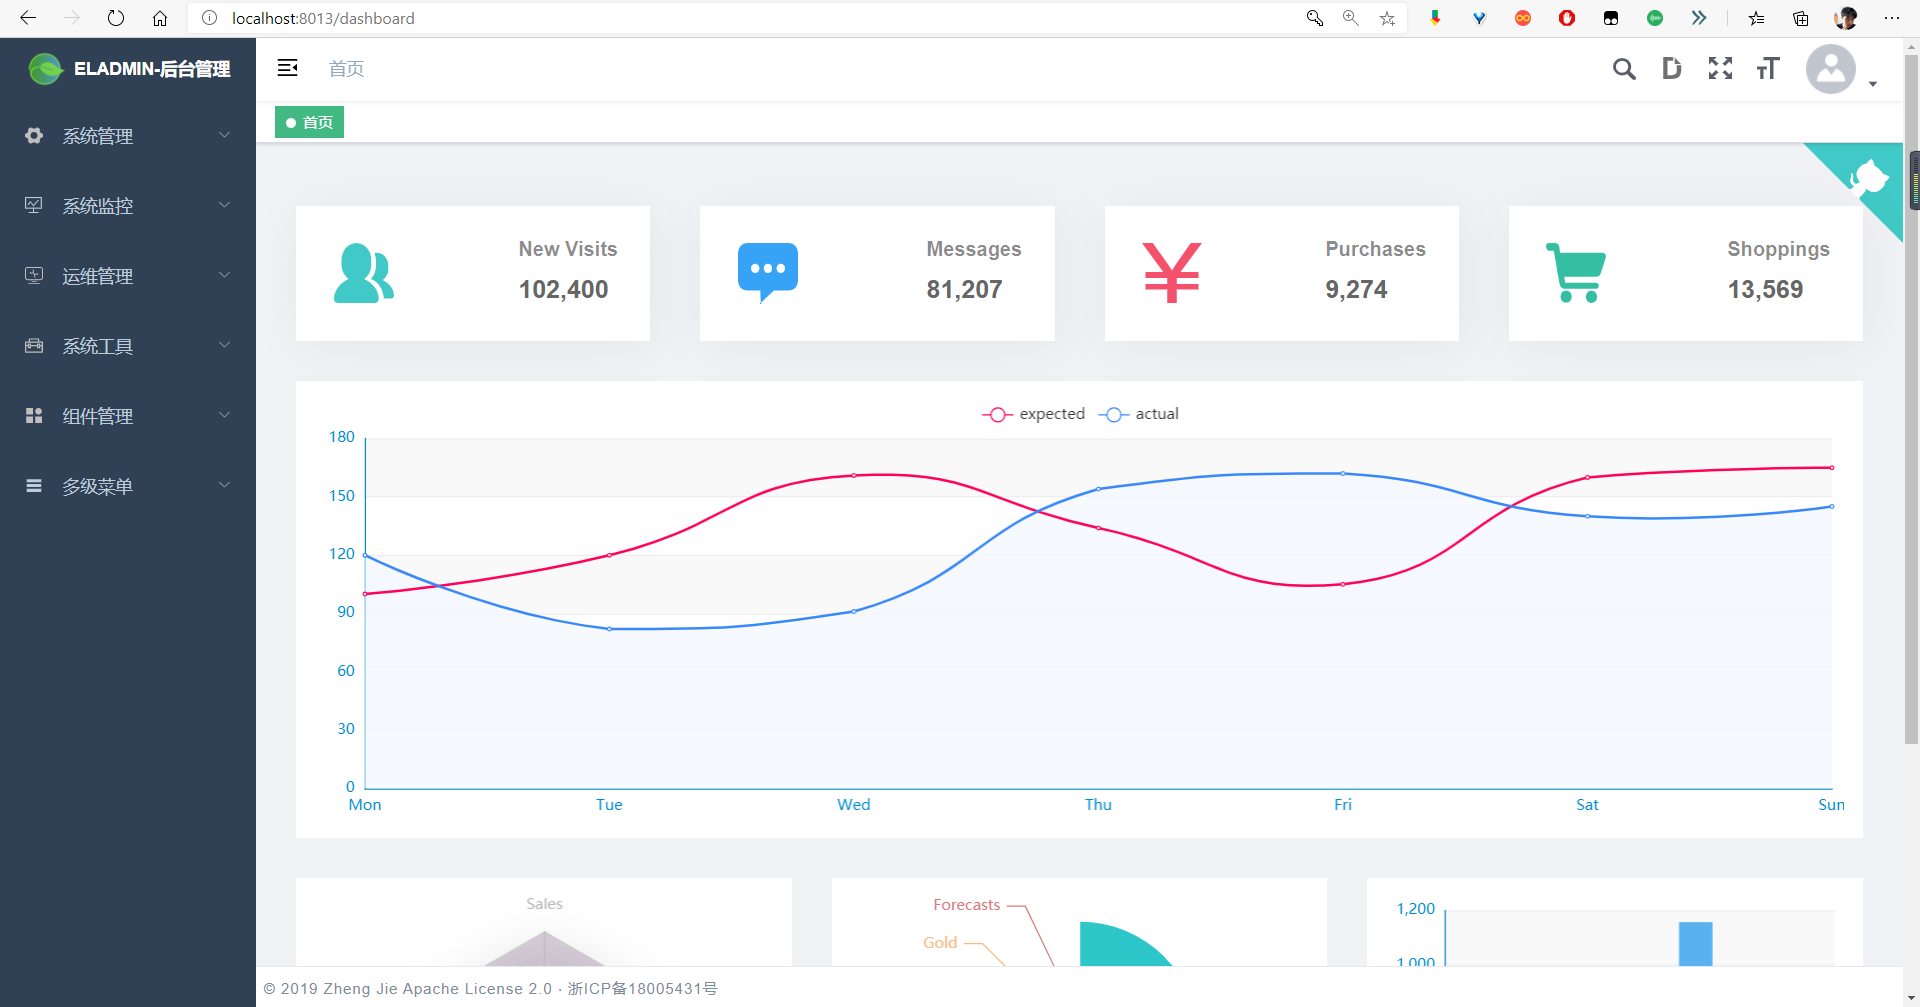 localhost:8013/dashboard
ELADMIN-后台管理
首页
首页
系统管理
系统监控
运维管理
系统工具
组件管理
多级菜单
New Visits
102,400
Messages
81,207
Purchases
9,274
Shoppings
13,569
expected actual
180
150
120
90
60
30
0
Mon Tue Wed Thu Fri Sat Sun
Sales
Forecasts
Gold
1,200
1,000
© 2019 Zheng Jie Apache License 2.0 · 浙ICP备18005431号